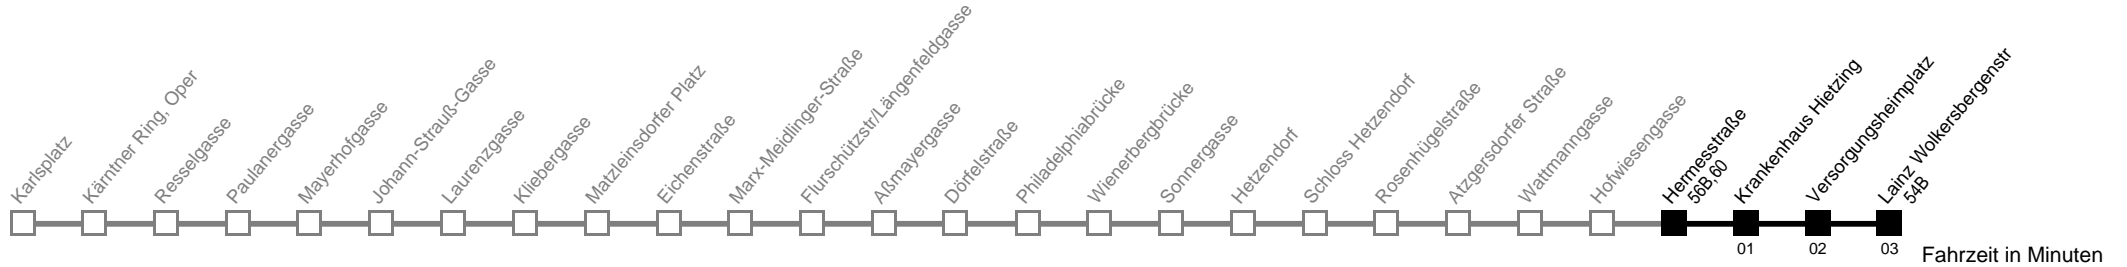 Karlsplatz
Kärntner Ring, Oper
Resselgasse
Paulanergasse
Mayerhofgasse
Johann-Strauß-Gasse
Laurenzgasse
Kliebergasse
Matzleinsdorfer Platz
Eichenstraße
Marx-Meidlinger-Straße
Flurschützstr/Längenfeldgasse
Aßmayergasse
Dörfelstraße
Philadelphiabrücke
Wienerbergbrücke
Sonnergasse
Hetzendorf
Schloss Hetzendorf
Rosenhügelstraße
Atzgersdorfer Straße
Wattmanngasse
Hofwiesengasse
Hermesstraße
56B,60
Krankenhaus Hietzing
Versorgungsheimplatz
Lainz Wolkersbergenstr
54B
01
02
03
Fahrzeit in Minuten